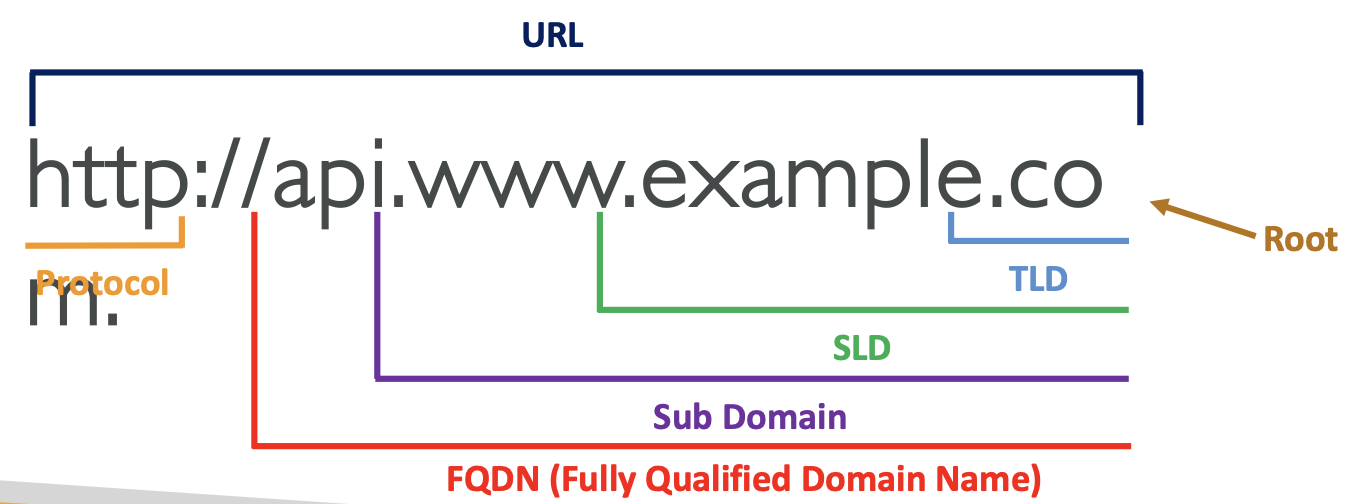 URL
http://api.www.example.co
m.
Root
Protocol
TLD
SLD
Sub Domain
FQDN (Fully Qualified Domain Name)